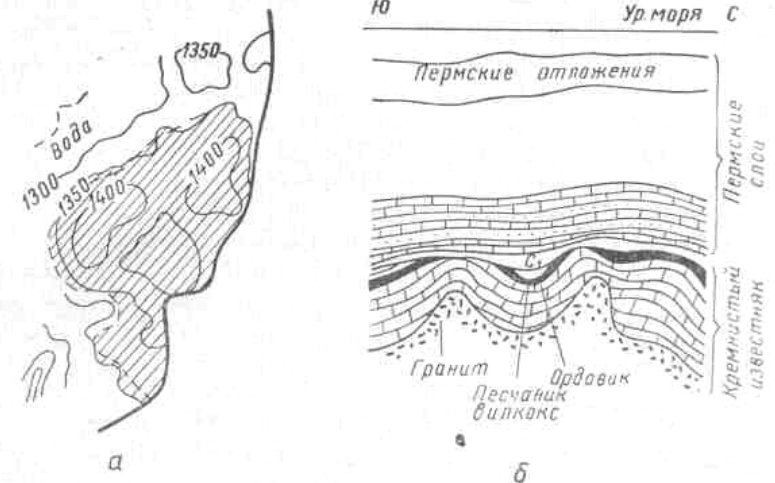 1350
Вода
1300
1350
1400
1400
а
Ю
Ур. моря С
Пермские отложения
Пермские
слои
С₁
Кремнистый
известняк
Гранит
Ордовик
Песчаник
вилкокс
б